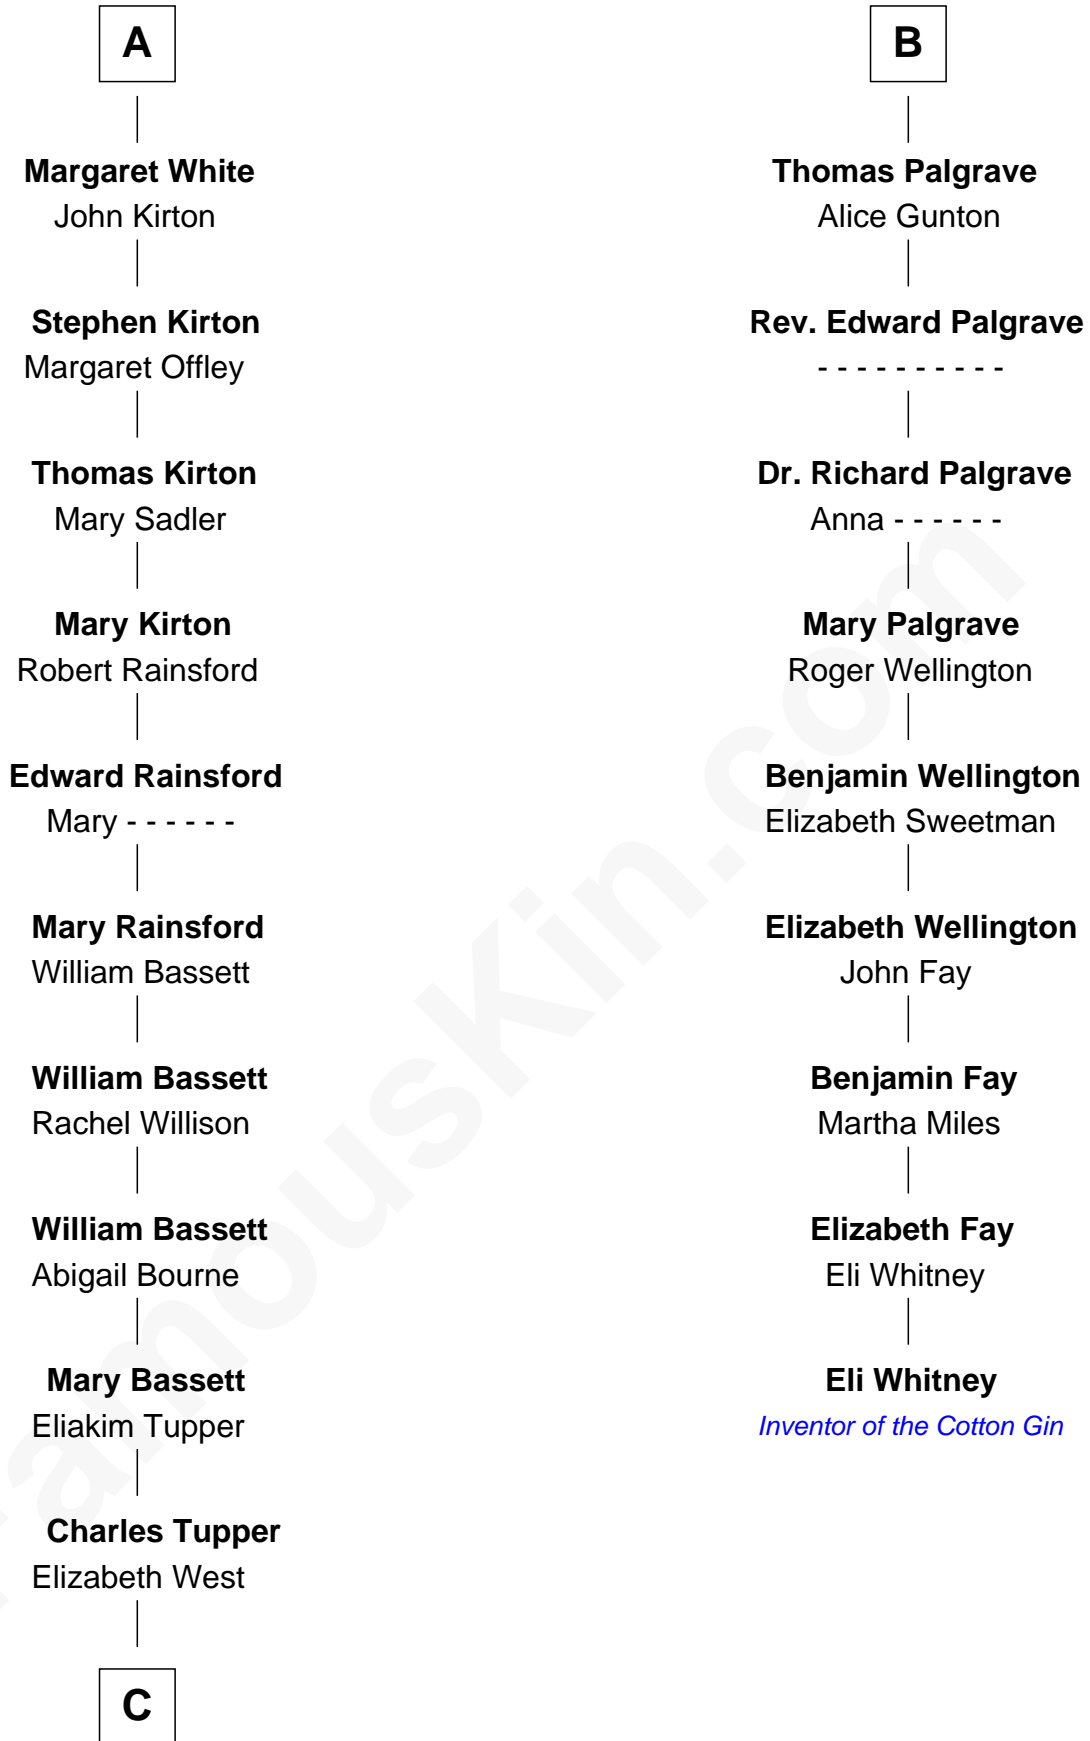 A
Margaret White
John Kirton
Stephen Kirton
Margaret Offley
Thomas Kirton
Mary Sadler
Mary Kirton
Robert Rainsford
Edward Rainsford
Mary - - - - - -
Mary Rainsford
William Bassett
William Bassett
Rachel Willison
William Bassett
Abigail Bourne
Mary Bassett
Eliakim Tupper
Charles Tupper
Elizabeth West
C
B
Thomas Palgrave
Alice Gunton
Rev. Edward Palgrave
- - - - - - - - - -
Dr. Richard Palgrave
Anna - - - - - -
Mary Palgrave
Roger Wellington
Benjamin Wellington
Elizabeth Sweetman
Elizabeth Wellington
John Fay
Benjamin Fay
Martha Miles
Elizabeth Fay
Eli Whitney
Eli Whitney
Inventor of the Cotton Gin
FamousKin.com